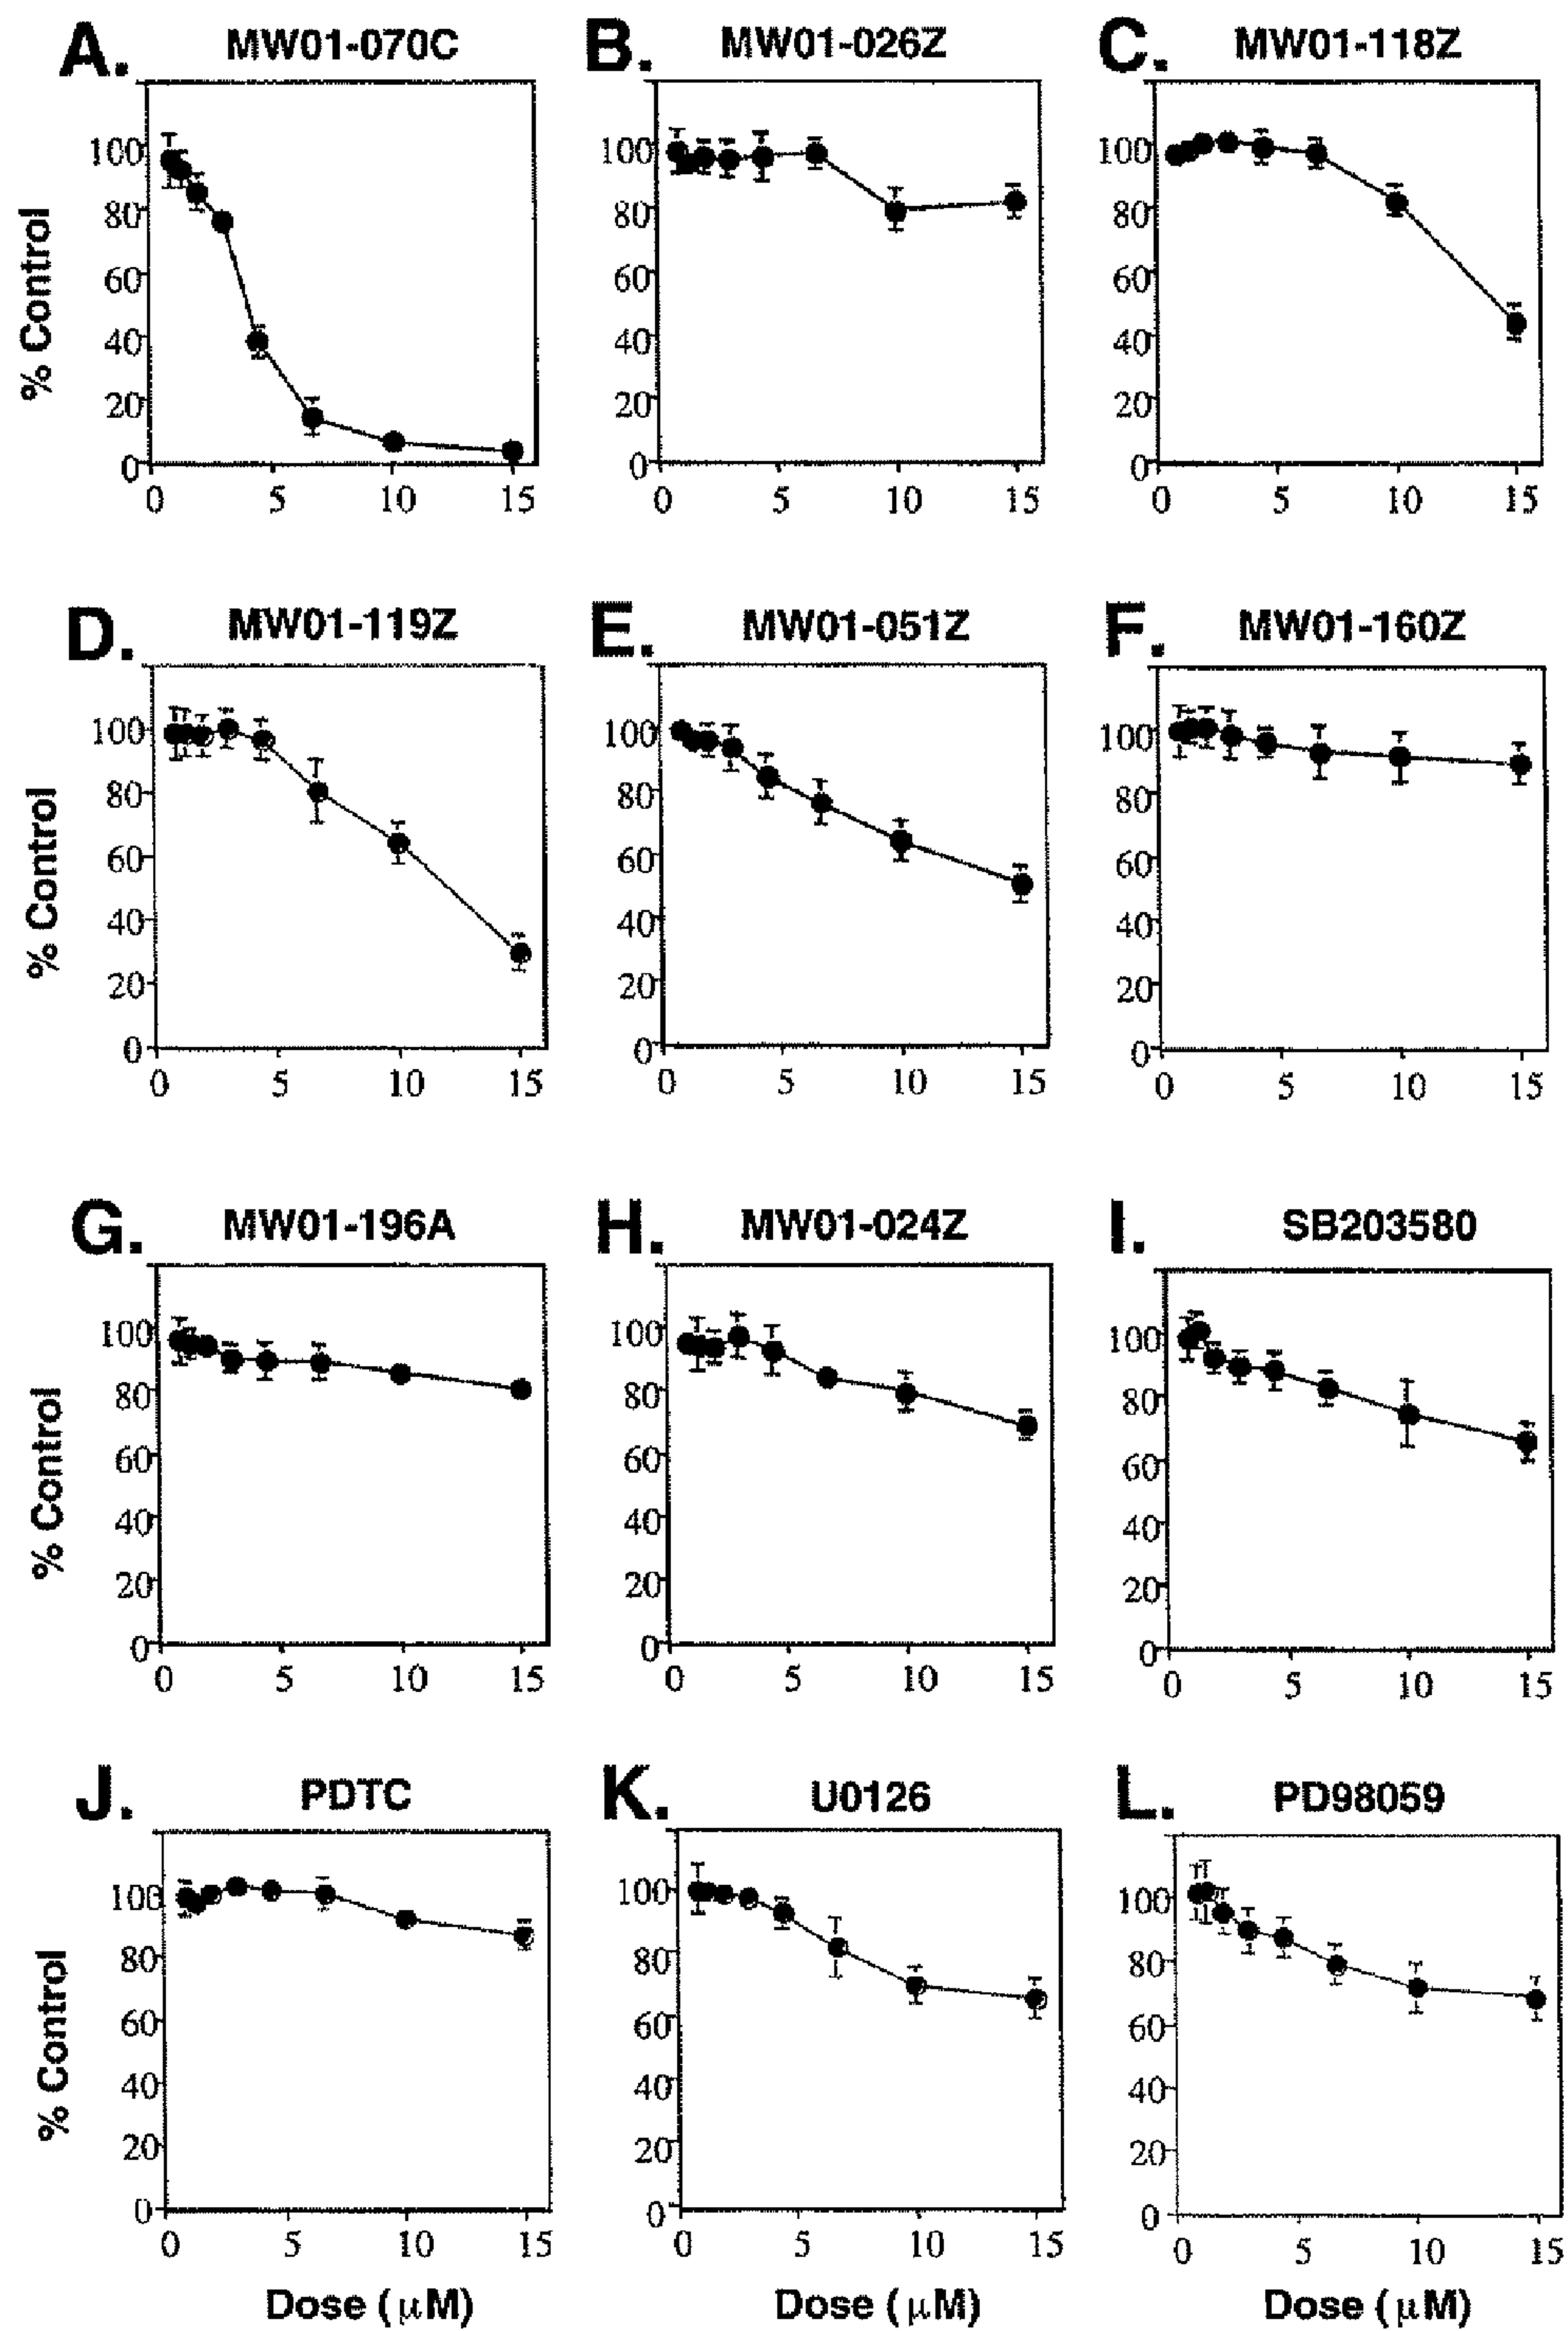 A. MW01-070C B. MW01-026Z C. MW01-118Z
% Control
100 100 100
80 80 80
60 60 60
40 40 40
20 20 20
0 0 0
0 5 10 15 0 5 10 15 0 5 10 15
D. MW01-119Z E. MW01-051Z F. MW01-160Z
% Control
100 100 100
80 80 80
60 60 60
40 40 40
20 20 20
0 0 0
0 5 10 15 0 5 10 15 0 5 10 15
G. MW01-196A H. MW01-024Z I. SB203580
% Control
100 100 100
80 80 80
60 60 60
40 40 40
20 20 20
0 0 0
0 5 10 15 0 5 10 15 0 5 10 15
J. PDTC K. U0126 L. PD98059
% Control
100 100 100
80 80 80
60 60 60
40 40 40
20 20 20
0 0 0
0 5 10 15 0 5 10 15 0 5 10 15
Dose (μM) Dose (μM) Dose (μM)